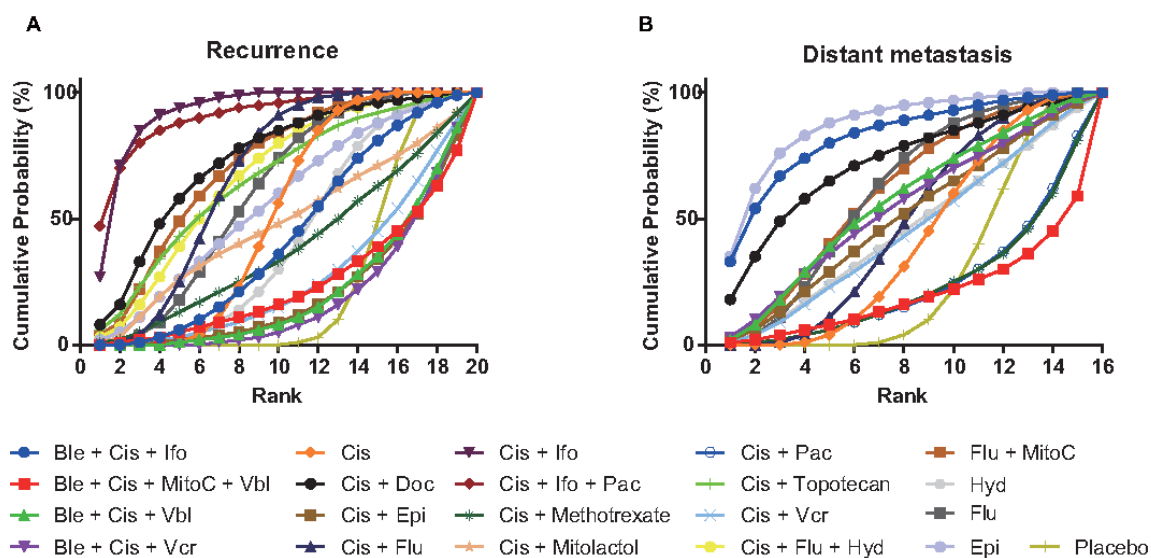 A
Recurrence
Cumulative Probability (%)
100
50
0
0 2 4 6 8 10 12 14 16 18 20
Rank
B
Distant metastasis
Cumulative Probability (%)
100
50
0
0 2 4 6 8 10 12 14 16
Rank
Ble + Cis + Ifo
Cis
Cis + Ifo
Cis + Pac
Flu + MitoC
Ble + Cis + MitoC + Vbl
Cis + Doc
Cis + Ifo + Pac
Cis + Topotecan
Hyd
Ble + Cis + Vbl
Cis + Epi
Cis + Methotrexate
Cis + Vcr
Flu
Ble + Cis + Vcr
Cis + Flu
Cis + Mitolactol
Cis + Flu + Hyd
Epi
Placebo